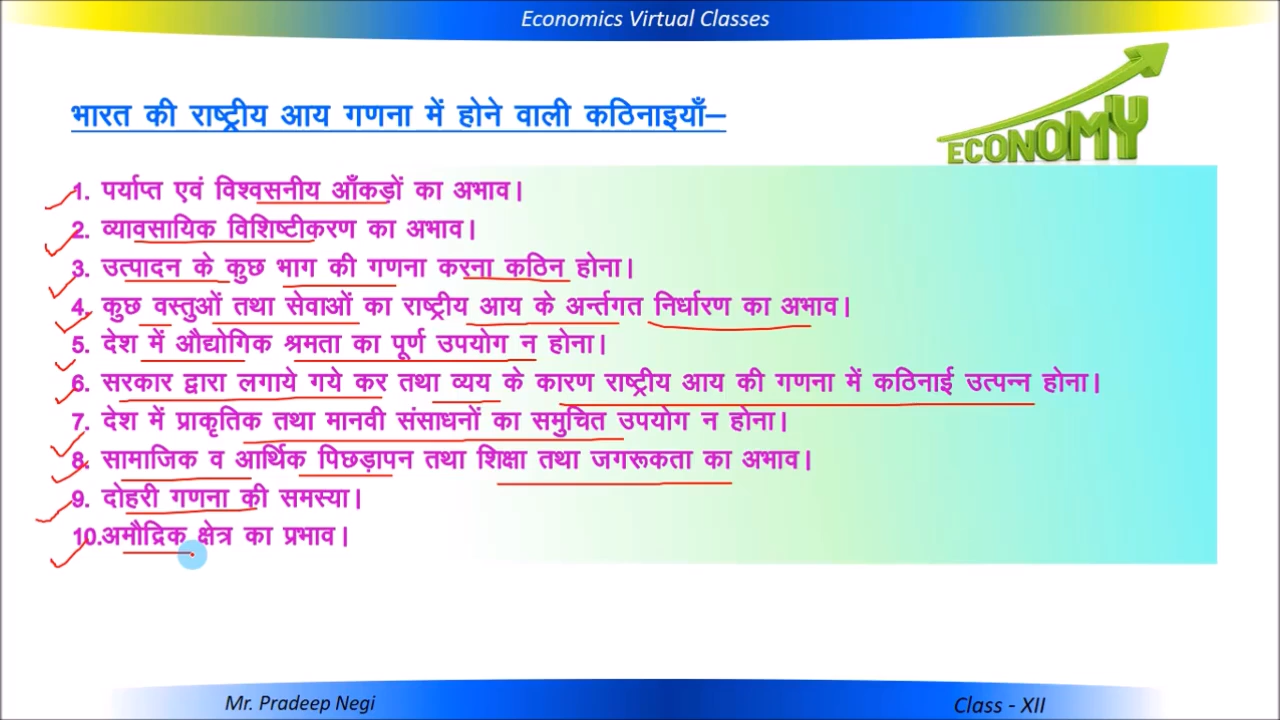 Economics Virtual Classes
ECONOMY
भारत की राष्ट्रीय आय गणना में होने वाली कठिनाइयाँ–
1. पर्याप्त एवं विश्वसनीय आँकड़ों का अभाव।
2. व्यावसायिक विशिष्टीकरण का अभाव।
3. उत्पादन के कुछ भाग की गणना करना कठिन होना।
4. कुछ वस्तुओं तथा सेवाओं का राष्ट्रीय आय के अर्न्तगत निर्धारण का अभाव।
5. देश में औद्योगिक श्रमता का पूर्ण उपयोग न होना।
6. सरकार द्वारा लगाये गये कर तथा व्यय के कारण राष्ट्रीय आय की गणना में कठिनाई उत्पन्न होना।
7. देश में प्राकृतिक तथा मानवी संसाधनों का समुचित उपयोग न होना।
8. सामाजिक व आर्थिक पिछड़ापन तथा शिक्षा तथा जगरूकता का अभाव।
9. दोहरी गणना की समस्या।
10.अमौद्रिक क्षेत्र का प्रभाव।
Mr. Pradeep Negi
Class - XII